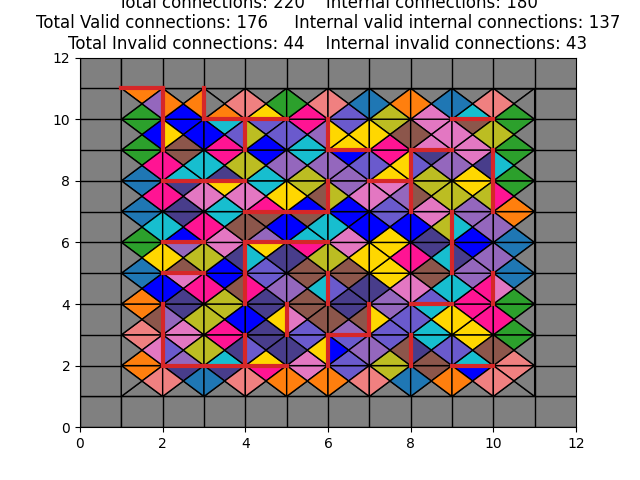 Total connections: 220    Internal connections: 180
Total Valid connections: 176    Internal valid internal connections: 137
Total Invalid connections: 44    Internal invalid connections: 43
12
10
8
6
4
2
0
0 2 4 6 8 10 12